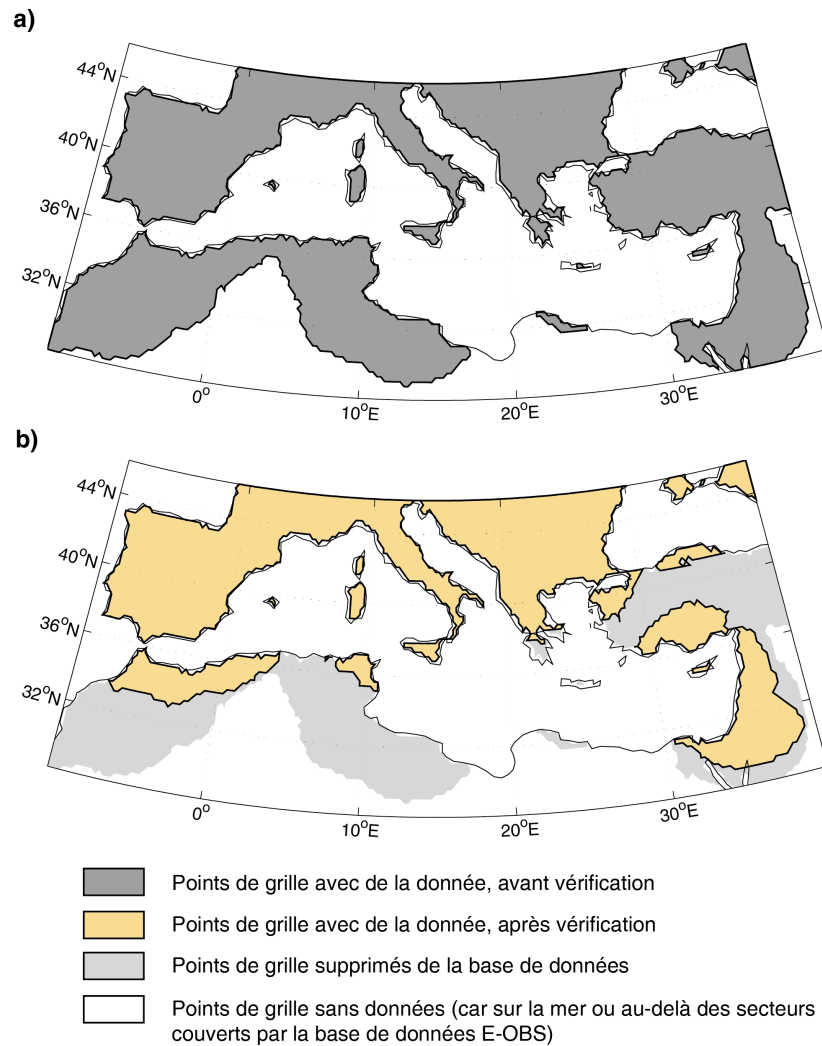 a)
44°N
40°N
36°N
32°N
0°
10°E
20°E
30°E
b)
44°N
40°N
36°N
32°N
0°
10°E
20°E
30°E
Points de grille avec de la donnée, avant vérification
Points de grille avec de la donnée, après vérification
Points de grille supprimés de la base de données
Points de grille sans données (car sur la mer ou au-delà des secteurs
couverts par la base de données E-OBS)